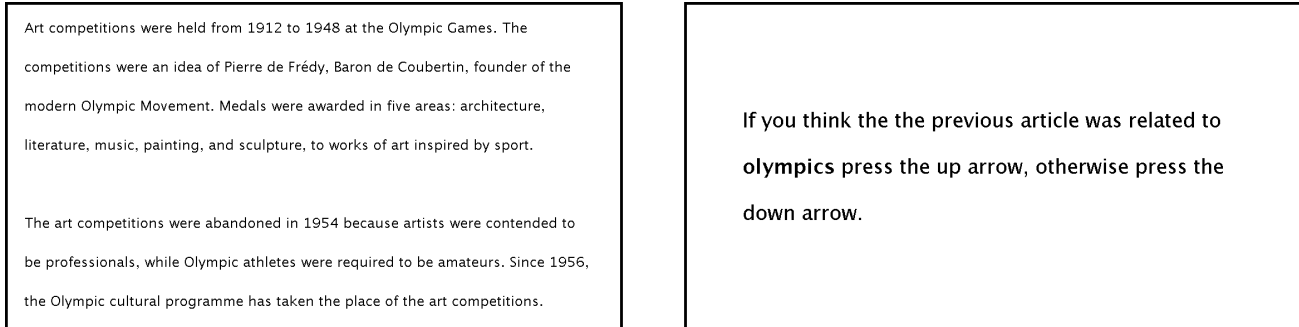 Art competitions were held from 1912 to 1948 at the Olympic Games. The
competitions were an idea of Pierre de Frédy, Baron de Coubertin, founder of the
modern Olympic Movement. Medals were awarded in five areas: architecture,
literature, music, painting, and sculpture, to works of art inspired by sport.
The art competitions were abandoned in 1954 because artists were contended to
be professionals, while Olympic athletes were required to be amateurs. Since 1956,
the Olympic cultural programme has taken the place of the art competitions.
If you think the the previous article was related to
olympics press the up arrow, otherwise press the
down arrow.